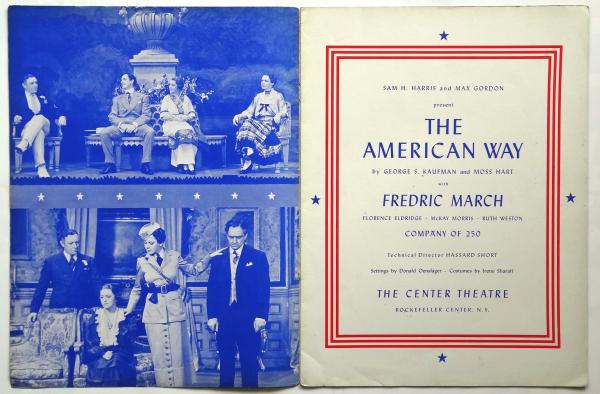 SAM H. HARRIS and MAX GORDON
present
THE
AMERICAN WAY
by GEORGE S. KAUFMAN and MOSS HART
with
FREDRIC MARCH
FLORENCE ELDRIDGE · McKAY MORRIS · RUTH WESTON
COMPANY OF 250
Technical Director HASSARD SHORT
Settings by Donald Oenslager · Costumes by Irene Sharaff
THE CENTER THEATRE
ROCKEFELLER CENTER, N.Y.